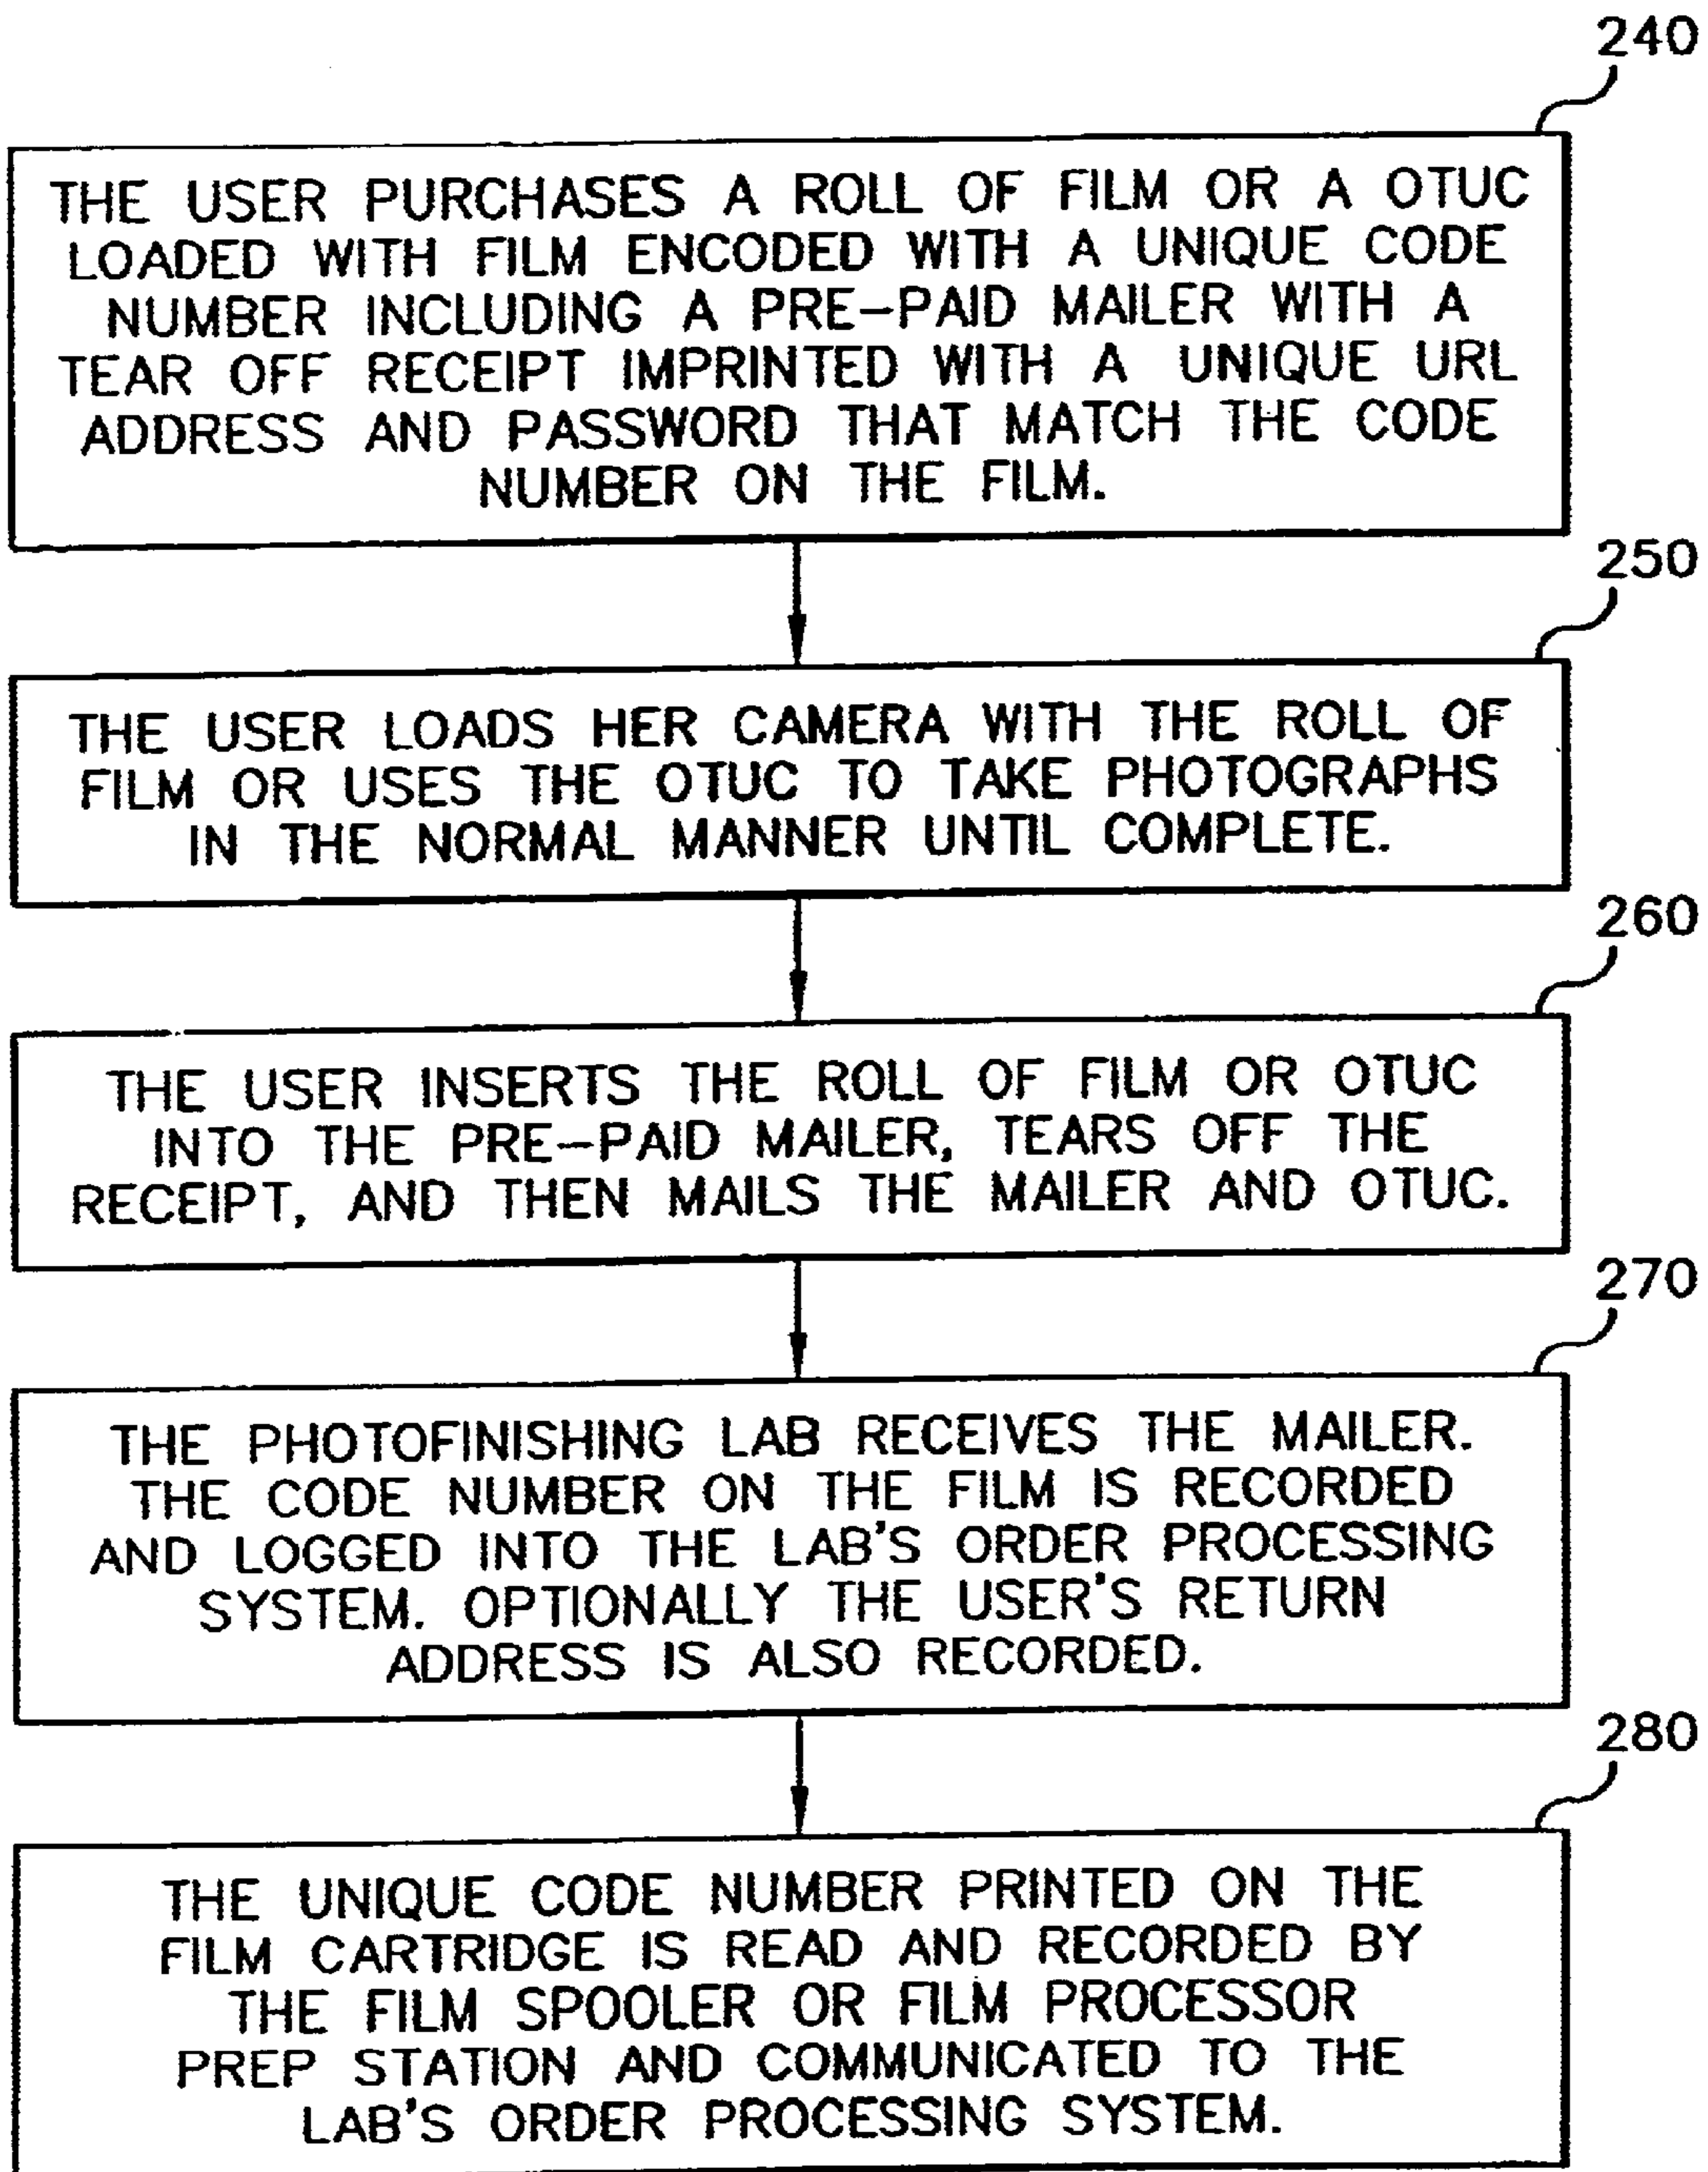 240
THE USER PURCHASES A ROLL OF FILM OR A OTUC
LOADED WITH FILM ENCODED WITH A UNIQUE CODE
NUMBER INCLUDING A PRE-PAID MAILER WITH A
TEAR OFF RECEIPT IMPRINTED WITH A UNIQUE URL
ADDRESS AND PASSWORD THAT MATCH THE CODE
NUMBER ON THE FILM.
250
THE USER LOADS HER CAMERA WITH THE ROLL OF
FILM OR USES THE OTUC TO TAKE PHOTOGRAPHS
IN THE NORMAL MANNER UNTIL COMPLETE.
260
THE USER INSERTS THE ROLL OF FILM OR OTUC
INTO THE PRE-PAID MAILER, TEARS OFF THE
RECEIPT, AND THEN MAILS THE MAILER AND OTUC.
270
THE PHOTOFINISHING LAB RECEIVES THE MAILER.
THE CODE NUMBER ON THE FILM IS RECORDED
AND LOGGED INTO THE LAB'S ORDER PROCESSING
SYSTEM. OPTIONALLY THE USER'S RETURN
ADDRESS IS ALSO RECORDED.
280
THE UNIQUE CODE NUMBER PRINTED ON THE
FILM CARTRIDGE IS READ AND RECORDED BY
THE FILM SPOOLER OR FILM PROCESSOR
PREP STATION AND COMMUNICATED TO THE
LAB'S ORDER PROCESSING SYSTEM.